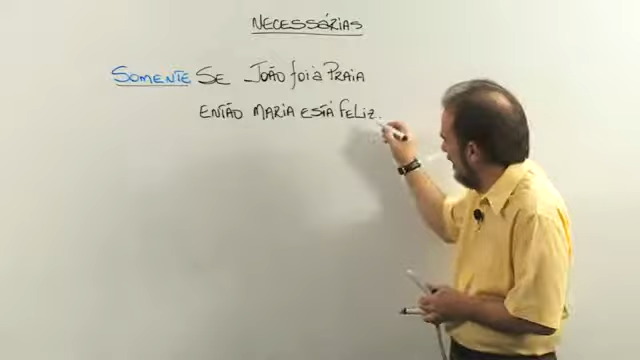 NECESSÁRIAS
SOMENTE SE JOÃO foi à PRAIA
ENTÃO MARIA ESTÁ FELIZ.